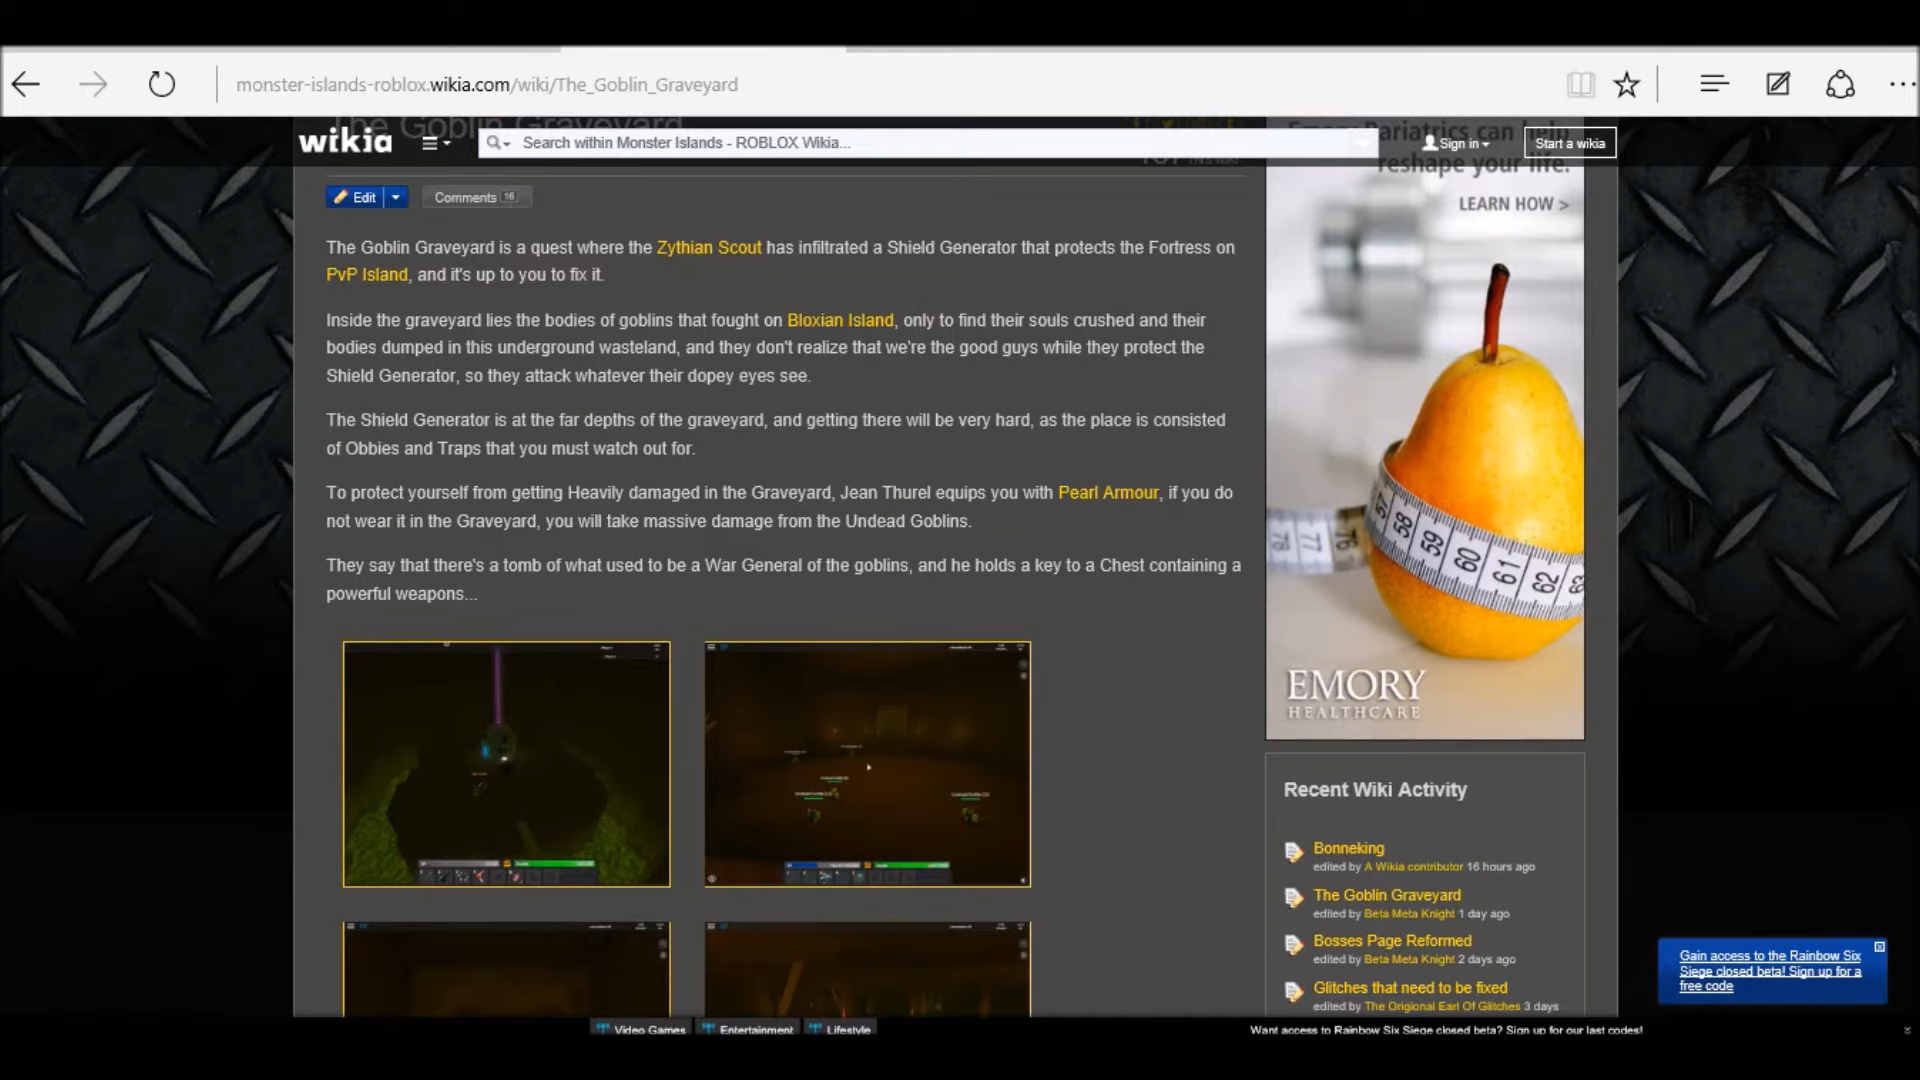 monster-islands-roblox.wikia.com/wiki/The_Goblin_Graveyard
The Goblin Graveyard
wikia
Search within Monster Islands - ROBLOX Wikia...
Sign in
Start a wikia
Edit
Comments 16
The Goblin Graveyard is a quest where the Zythian Scout has infiltrated a Shield Generator that protects the Fortress on
PvP Island, and it's up to you to fix it.
Inside the graveyard lies the bodies of goblins that fought on Bloxian Island, only to find their souls crushed and their
bodies dumped in this underground wasteland, and they don't realize that we're the good guys while they protect the
Shield Generator, so they attack whatever their dopey eyes see.
The Shield Generator is at the far depths of the graveyard, and getting there will be very hard, as the place is consisted
of Obbies and Traps that you must watch out for.
To protect yourself from getting Heavily damaged in the Graveyard, Jean Thurel equips you with Pearl Armour, if you do
not wear it in the Graveyard, you will take massive damage from the Undead Goblins.
They say that there's a tomb of what used to be a War General of the goblins, and he holds a key to a Chest containing a
powerful weapons...
Emory Bariatrics can help
reshape your life.
LEARN HOW >
57 58 59 60 61 62 63
78 77 76
EMORY
HEALTHCARE
Recent Wiki Activity
Bonneking
edited by A Wikia contributor 16 hours ago
The Goblin Graveyard
edited by Beta Meta Knight 1 day ago
Bosses Page Reformed
edited by Beta Meta Knight 2 days ago
Glitches that need to be fixed
edited by The Origional Earl Of Glitches 3 days
Gain access to the Rainbow Six
Siege closed beta! Sign up for a
free code
Video Games
Entertainment
Lifestyle
Want access to Rainbow Six Siege closed beta? Sign up for our last codes!